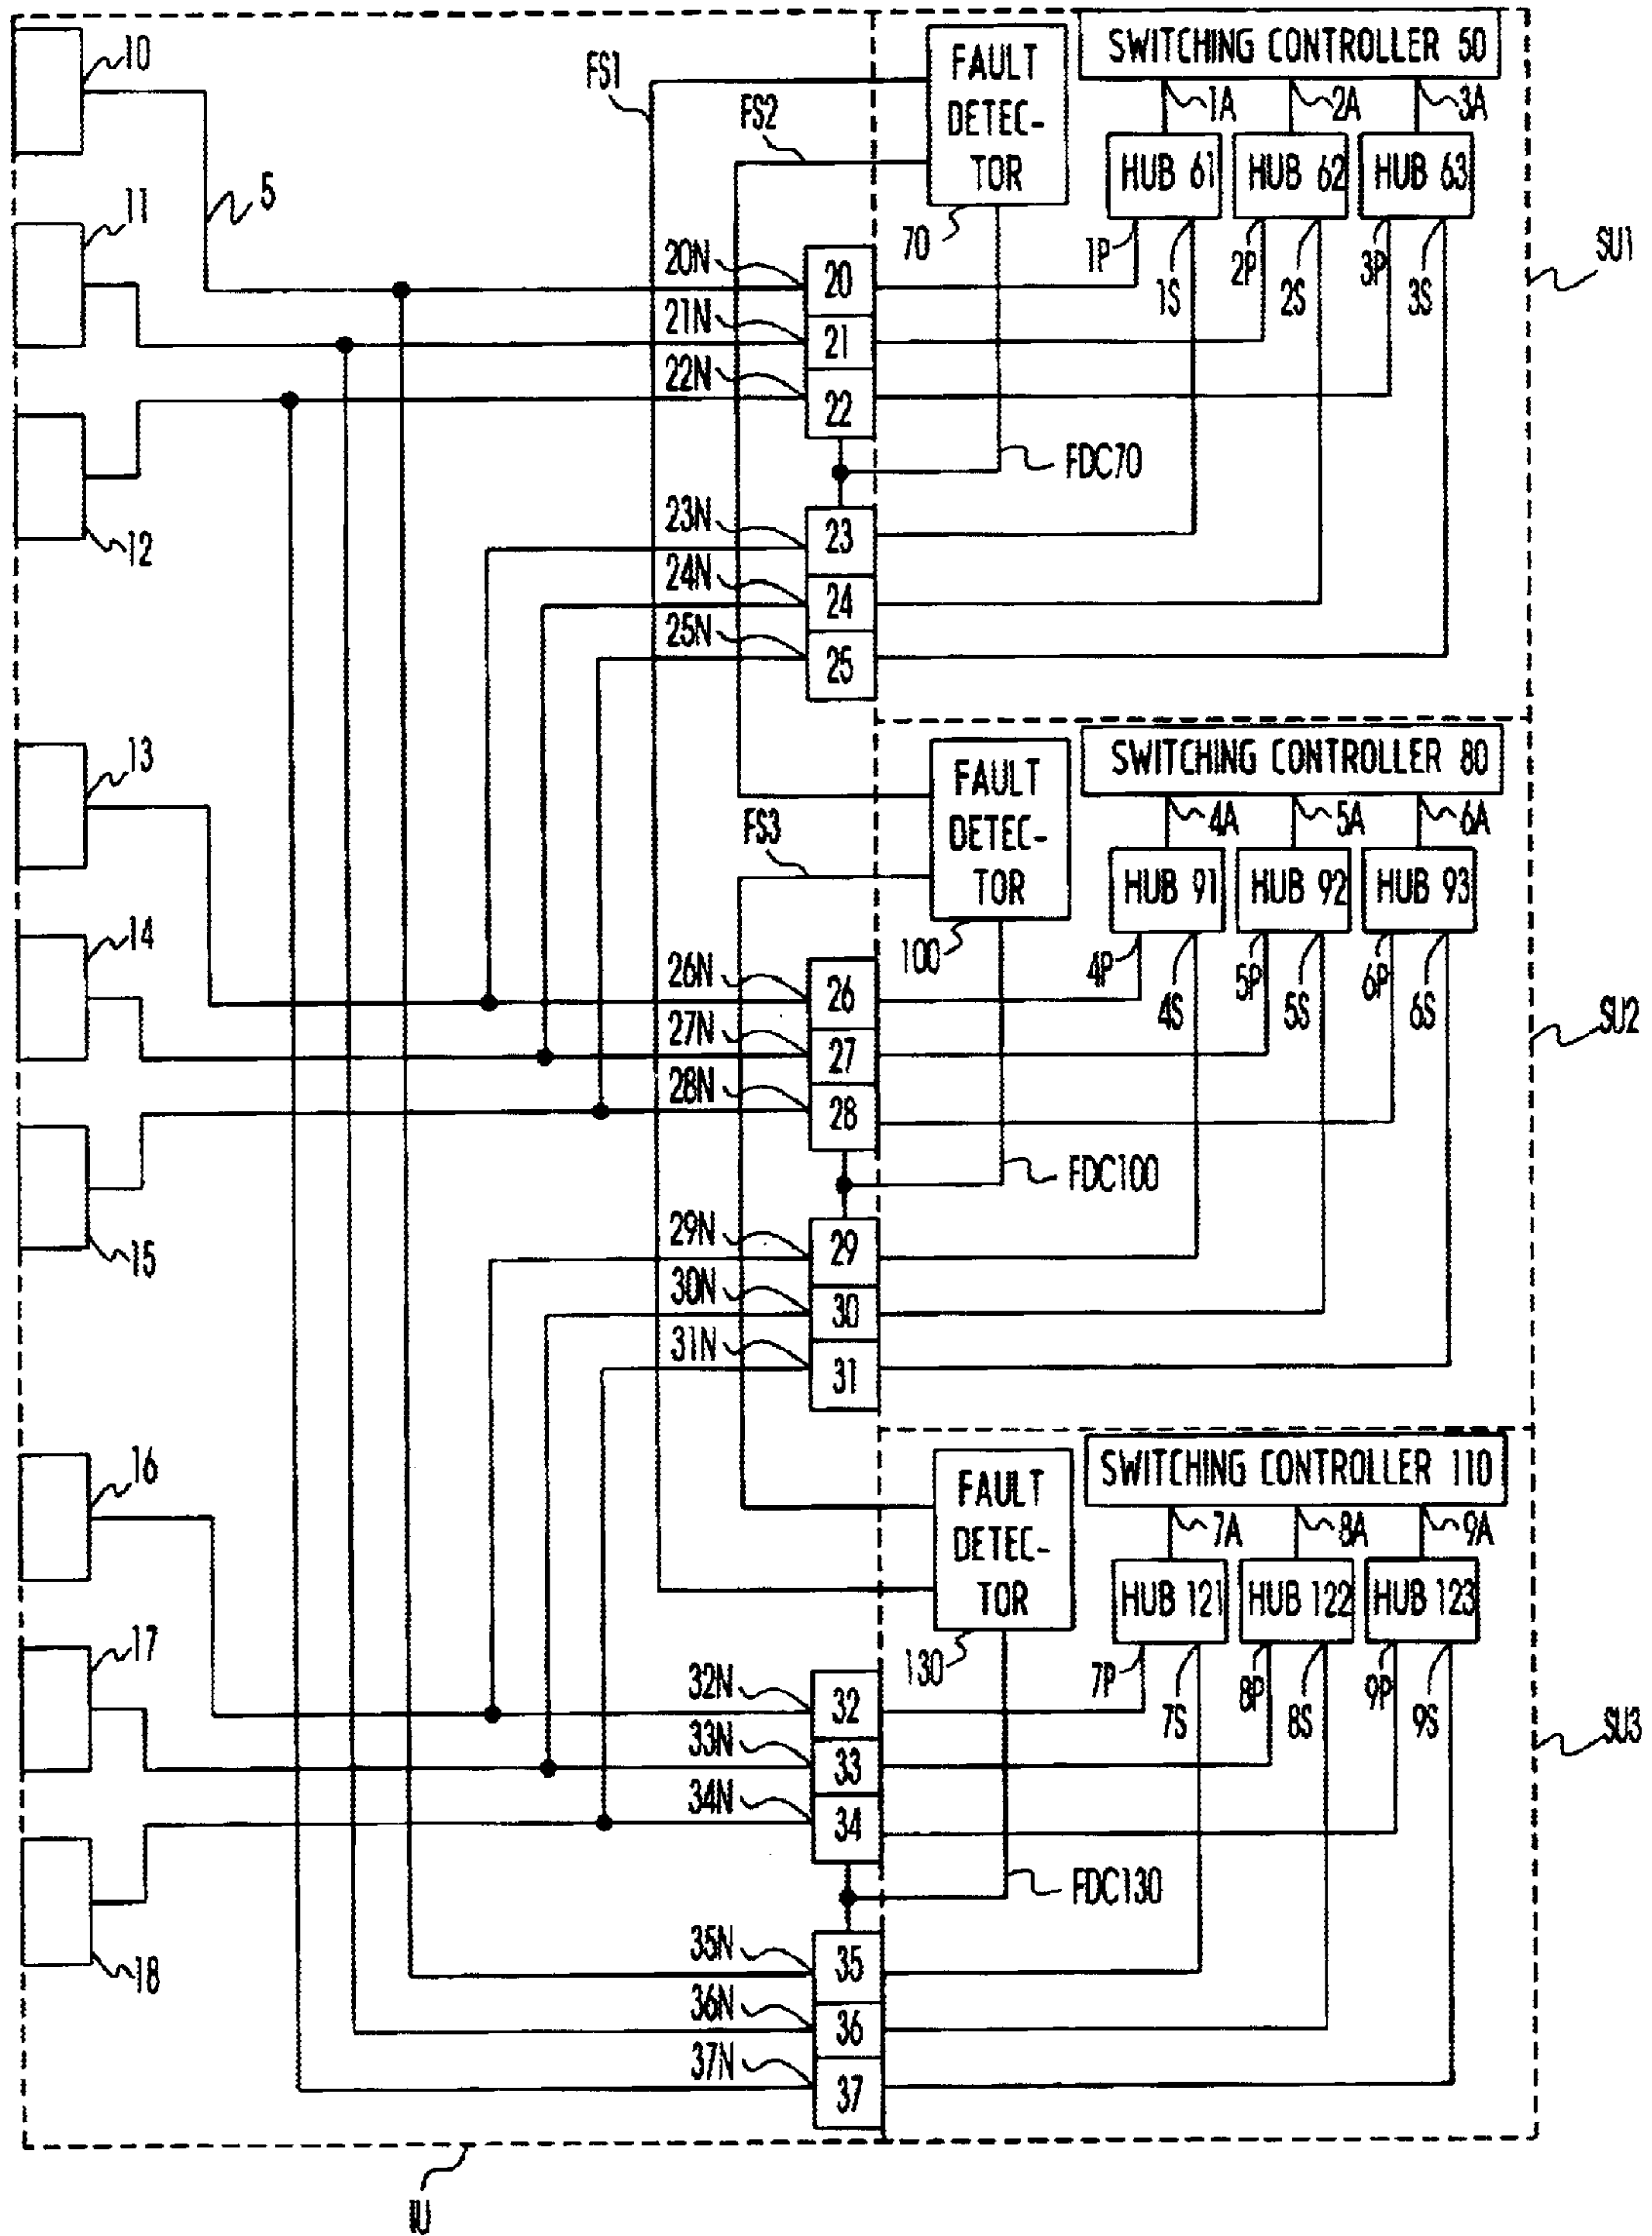 10
FS1
FAULT
DETEC-
TOR
SWITCHING CONTROLLER 50
1A
2A
3A
FS2
HUB 61
HUB 62
HUB 63
11
5
70
1P
1S
2P
2S
3P
3S
SU1
20N
20
21N
21
22N
22
12
FDC70
23N
23
24N
24
25N
25
13
FAULT
DETEC-
TOR
SWITCHING CONTROLLER 80
4A
5A
6A
FS3
HUB 91
HUB 92
HUB 93
14
100
4P
4S
5P
5S
6P
6S
SU2
26N
26
27N
27
28N
28
15
FDC100
29N
29
30N
30
31N
31
16
FAULT
DETEC-
TOR
SWITCHING CONTROLLER 110
7A
8A
9A
HUB 121
HUB 122
HUB 123
17
130
7P
7S
8P
8S
9P
9S
SU3
32N
32
33N
33
34N
34
18
FDC130
35N
35
36N
36
37N
37